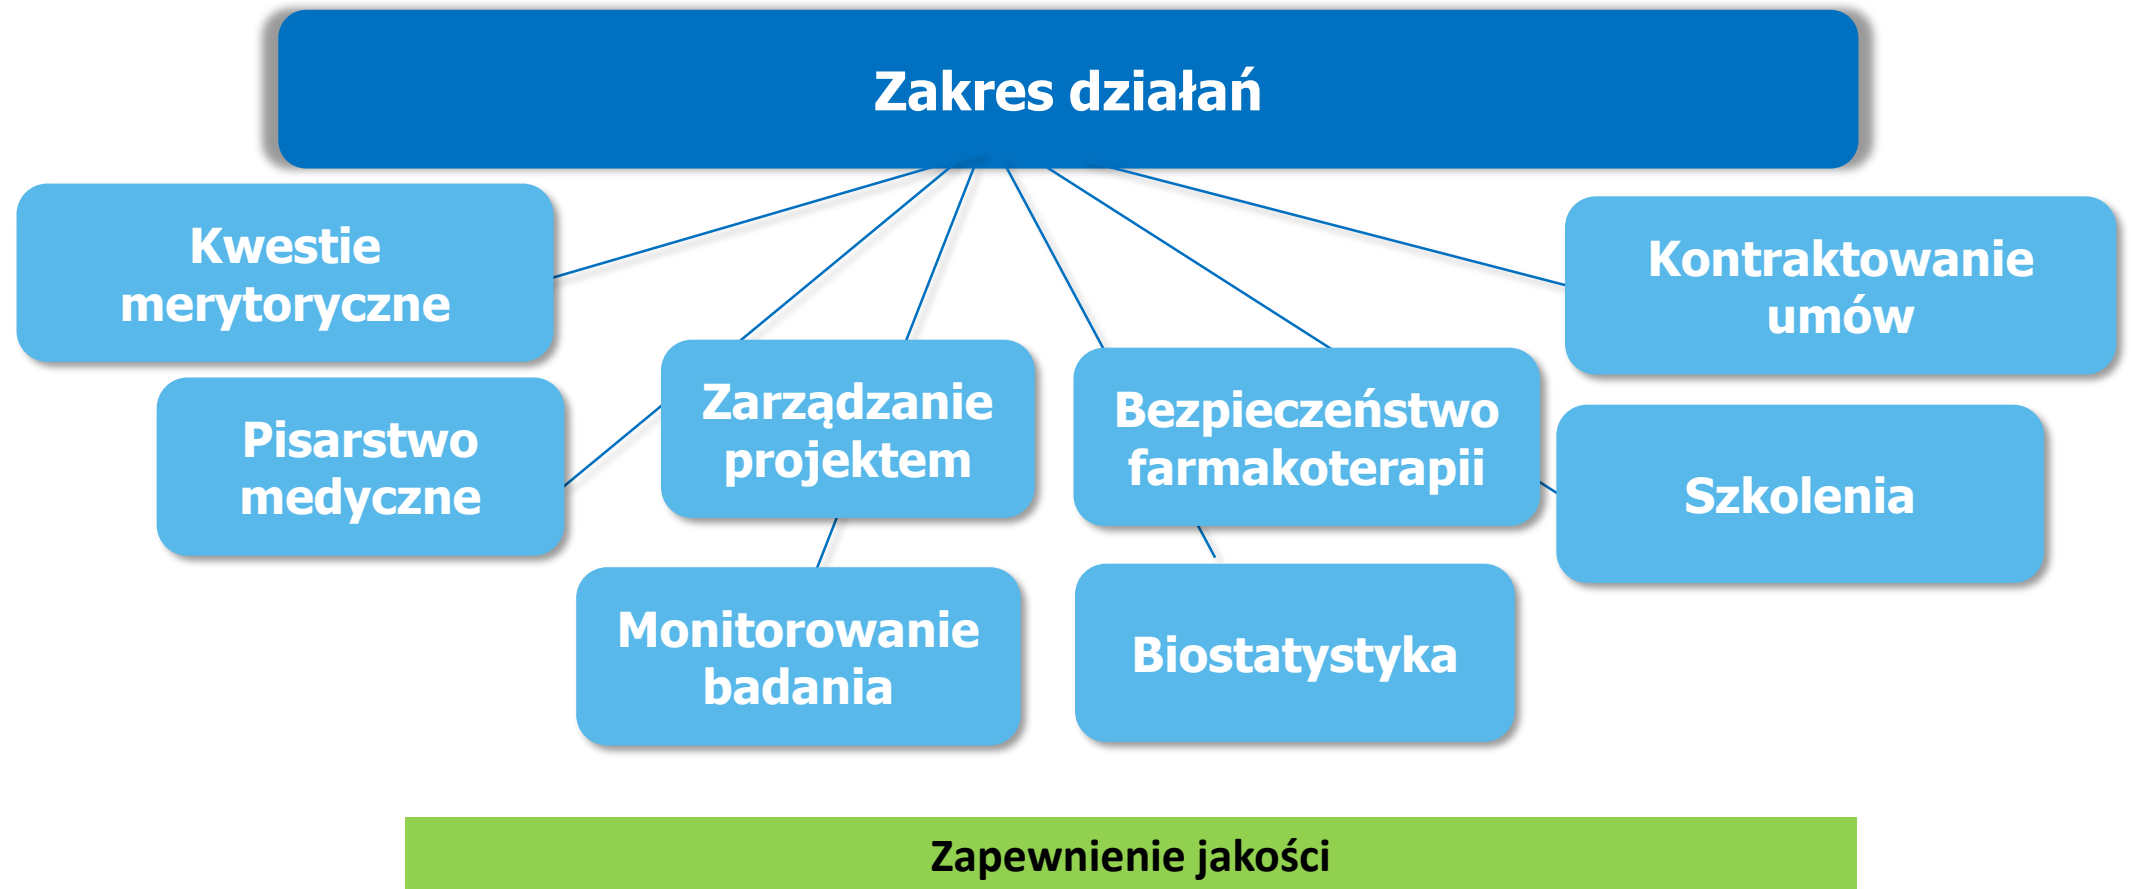 Zakres działań
Kwestie
merytoryczne
Kontraktowanie
umów
Pisarstwo
medyczne
Zarządzanie
projektem
Bezpieczeństwo
farmakoterapii
Szkolenia
Monitorowanie
badania
Biostatystyka
Zapewnienie jakości